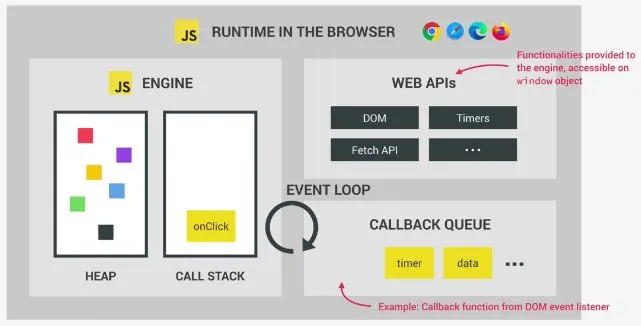 JS RUNTIME IN THE BROWSER
Functionalities provided to
the engine, accessible on
window object
JS ENGINE
WEB APIs
DOM
Timers
Fetch API
...
EVENT LOOP
onClick
HEAP
CALL STACK
CALLBACK QUEUE
timer
data
...
Example: Callback function from DOM event listener